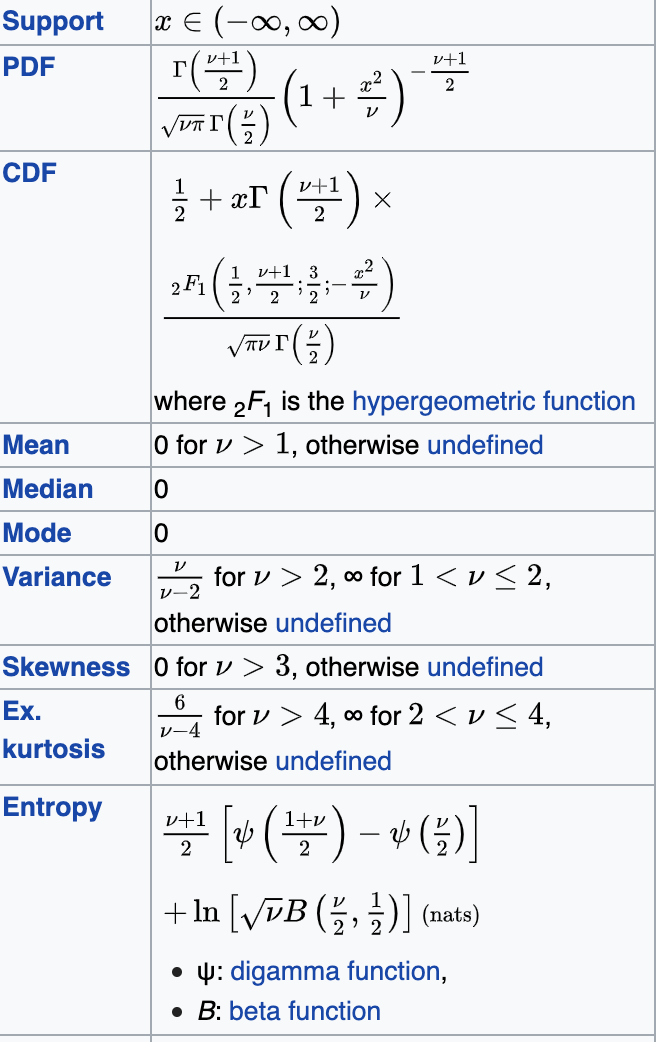 Support x ∈ (−∞, ∞)
PDF Γ((ν+1)/2) / (√(νπ) Γ(ν/2)) (1 + x²/ν)^(−(ν+1)/2)
CDF 1/2 + xΓ((ν+1)/2) ×
₂F₁(1/2, (ν+1)/2; 3/2; −x²/ν) / (√(πν) Γ(ν/2))
where ₂F₁ is the hypergeometric function
Mean 0 for ν > 1, otherwise undefined
Median 0
Mode 0
Variance ν/(ν−2) for ν > 2, ∞ for 1 < ν ≤ 2,
otherwise undefined
Skewness 0 for ν > 3, otherwise undefined
Ex. kurtosis 6/(ν−4) for ν > 4, ∞ for 2 < ν ≤ 4,
otherwise undefined
Entropy (ν+1)/2 [ψ((1+ν)/2) − ψ(ν/2)]
+ ln[√ν B(ν/2, 1/2)] (nats)
• ψ: digamma function,
• B: beta function